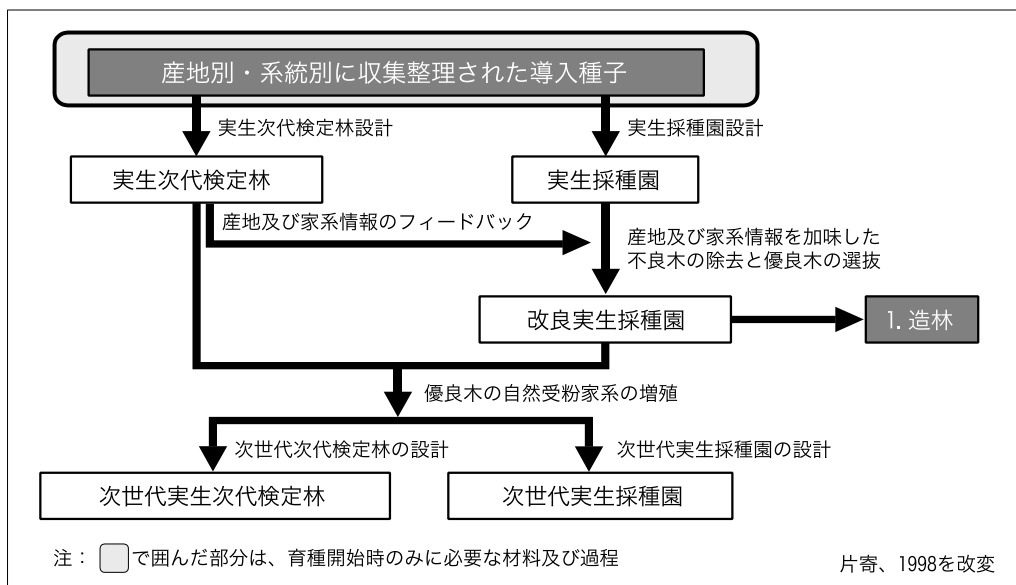 産地別・系統別に収集整理された導入種子
実生次代検定林設計
実生採種園設計
実生次代検定林
実生採種園
産地及び家系情報のフィードバック
産地及び家系情報を加味した
不良木の除去と優良木の選抜
改良実生採種園
1. 造林
優良木の自然受粉家系の増殖
次世代次代検定林の設計
次世代実生採種園の設計
次世代実生次代検定林
次世代実生採種園
注： で囲んだ部分は、育種開始時のみに必要な材料及び過程
片寄、1998を改変